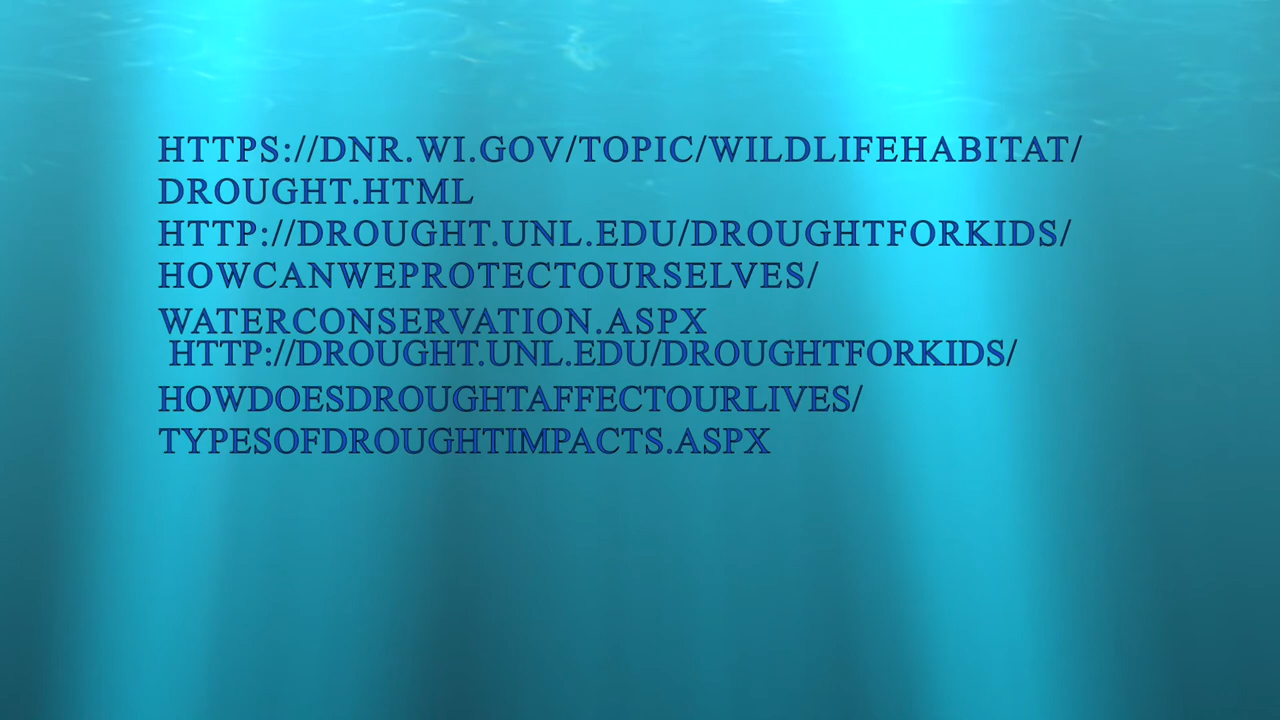 HTTPS://DNR.WI.GOV/TOPIC/WILDLIFEHABITAT/
DROUGHT.HTML
HTTP://DROUGHT.UNL.EDU/DROUGHTFORKIDS/
HOWCANWEPROTECTOURSELVES/
WATERCONSERVATION.ASPX
HTTP://DROUGHT.UNL.EDU/DROUGHTFORKIDS/
HOWDOESDROUGHTAFFECTOURLIVES/
TYPESOFDROUGHTIMPACTS.ASPX